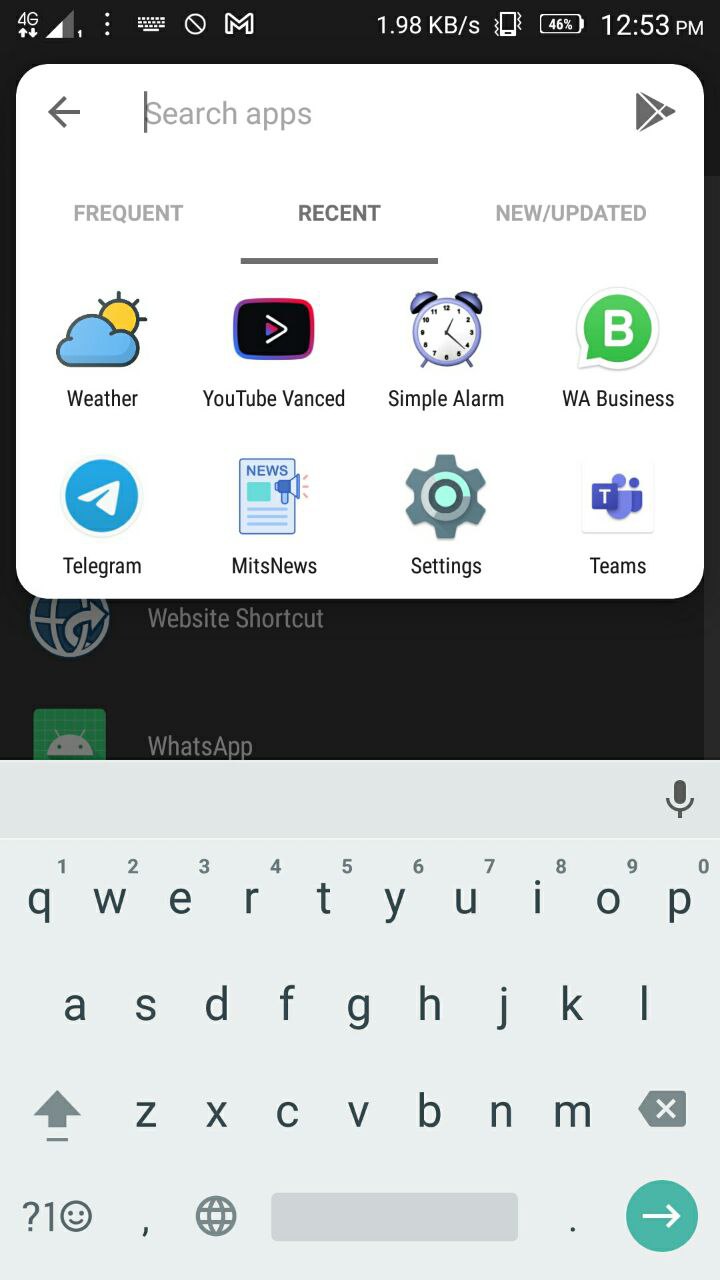 4G 1 1.98 KB/s 46% 12:53 PM
Search apps
FREQUENT RECENT NEW/UPDATED
B
Weather YouTube Vanced Simple Alarm WA Business
NEWS
T
Telegram MitsNews Settings Teams
Website Shortcut
WhatsApp
1 2 3 4 5 6 7 8 9 0
q w e r t y u i o p
a s d f g h j k l
z x c v b n m
?1☺ , .